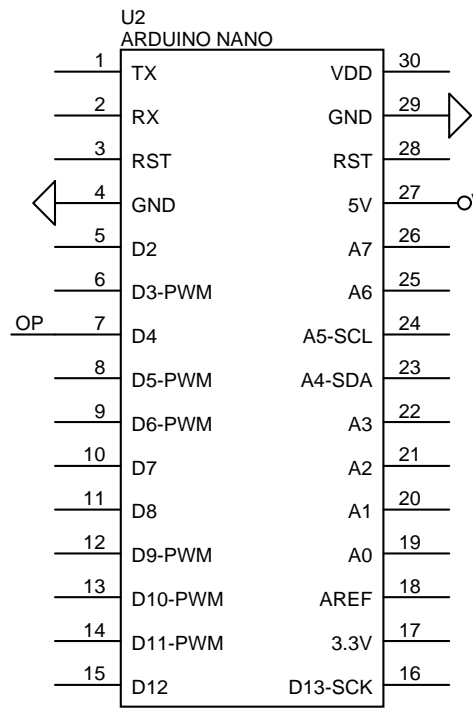 U2
ARDUINO NANO
1 TX VDD 30
2 RX GND 29
3 RST RST 28
4 GND 5V 27
5 D2 A7 26
6 D3-PWM A6 25
OP 7 D4 A5-SCL 24
8 D5-PWM A4-SDA 23
9 D6-PWM A3 22
10 D7 A2 21
11 D8 A1 20
12 D9-PWM A0 19
13 D10-PWM AREF 18
14 D11-PWM 3.3V 17
15 D12 D13-SCK 16